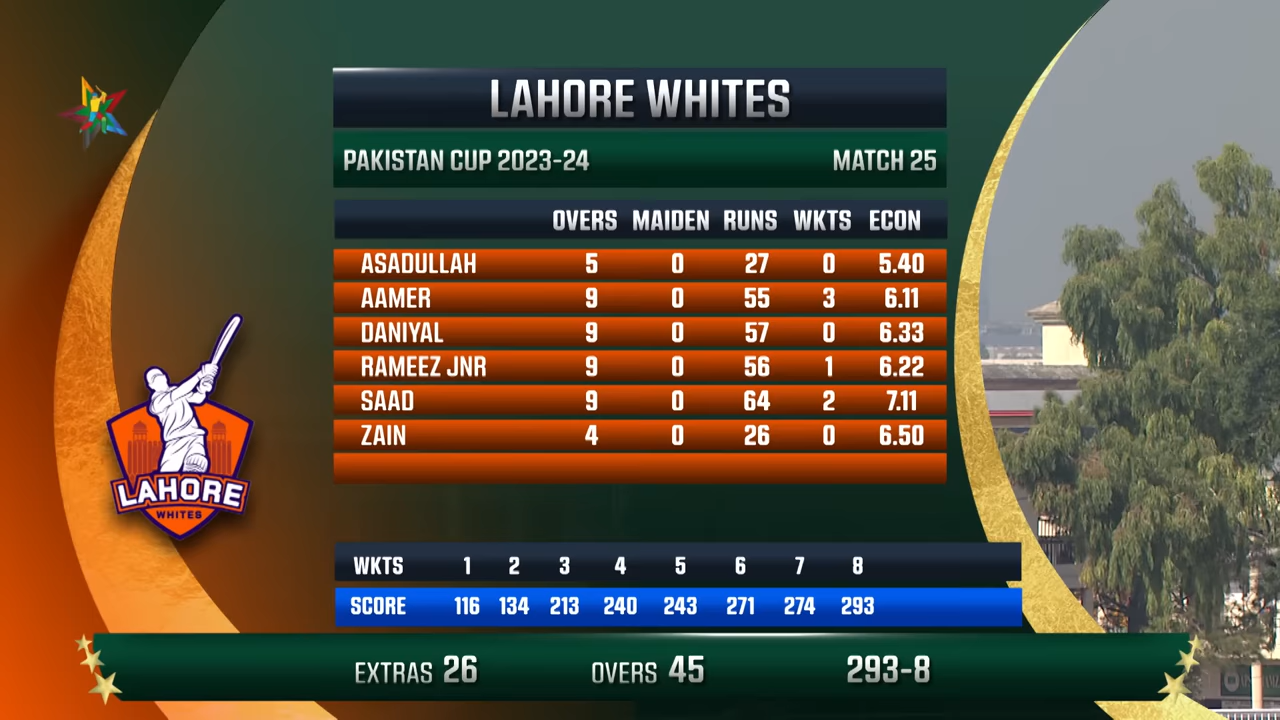 LAHORE WHITES
PAKISTAN CUP 2023-24 MATCH 25
OVERS MAIDEN RUNS WKTS ECON
ASADULLAH 5 0 27 0 5.40
AAMER 9 0 55 3 6.11
DANIYAL 9 0 57 0 6.33
RAMEEZ JNR 9 0 56 1 6.22
SAAD 9 0 64 2 7.11
ZAIN 4 0 26 0 6.50
LAHORE
WHITES
WKTS 1 2 3 4 5 6 7 8
SCORE 116 134 213 240 243 271 274 293
EXTRAS 26 OVERS 45 293-8